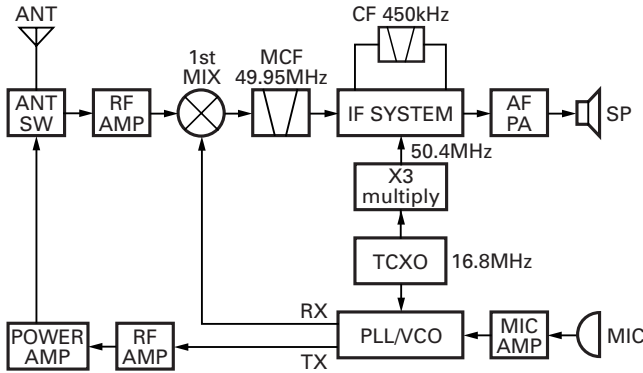 ANT
CF 450kHz
1st
MIX
MCF
49.95MHz
ANT
SW
RF
AMP
IF SYSTEM
AF
PA
SP
50.4MHz
X3
multiply
TCXO
16.8MHz
RX
TX
POWER
AMP
RF
AMP
PLL/VCO
MIC
AMP
MIC